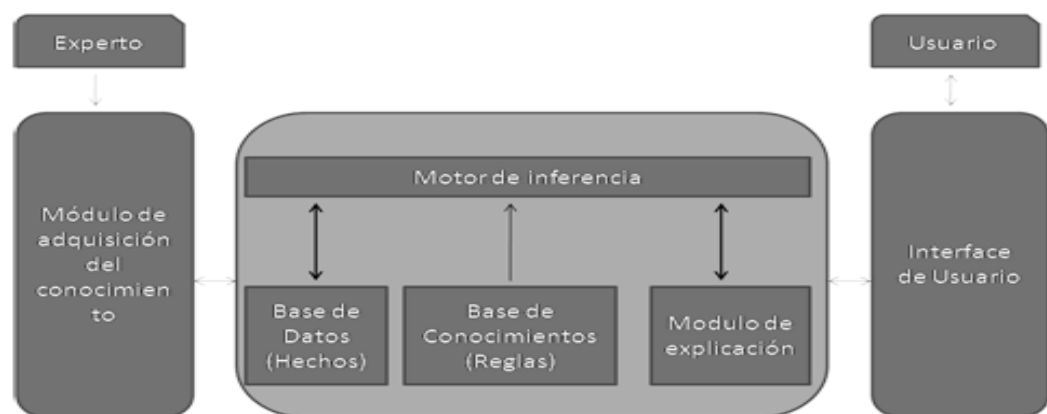 Experto
Usuario
Módulo de
adquisición
del
conocimien
to
Motor de inferencia
Base de
Datos
(Hechos)
Base de
Conocimientos
(Reglas)
Modulo de
explicación
Interface
de Usuario